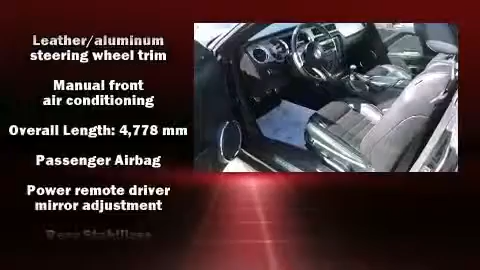 Leather/aluminum
steering wheel trim
Manual front
air conditioning
Overall Length: 4,778 mm
Passenger Airbag
Power remote driver
mirror adjustment